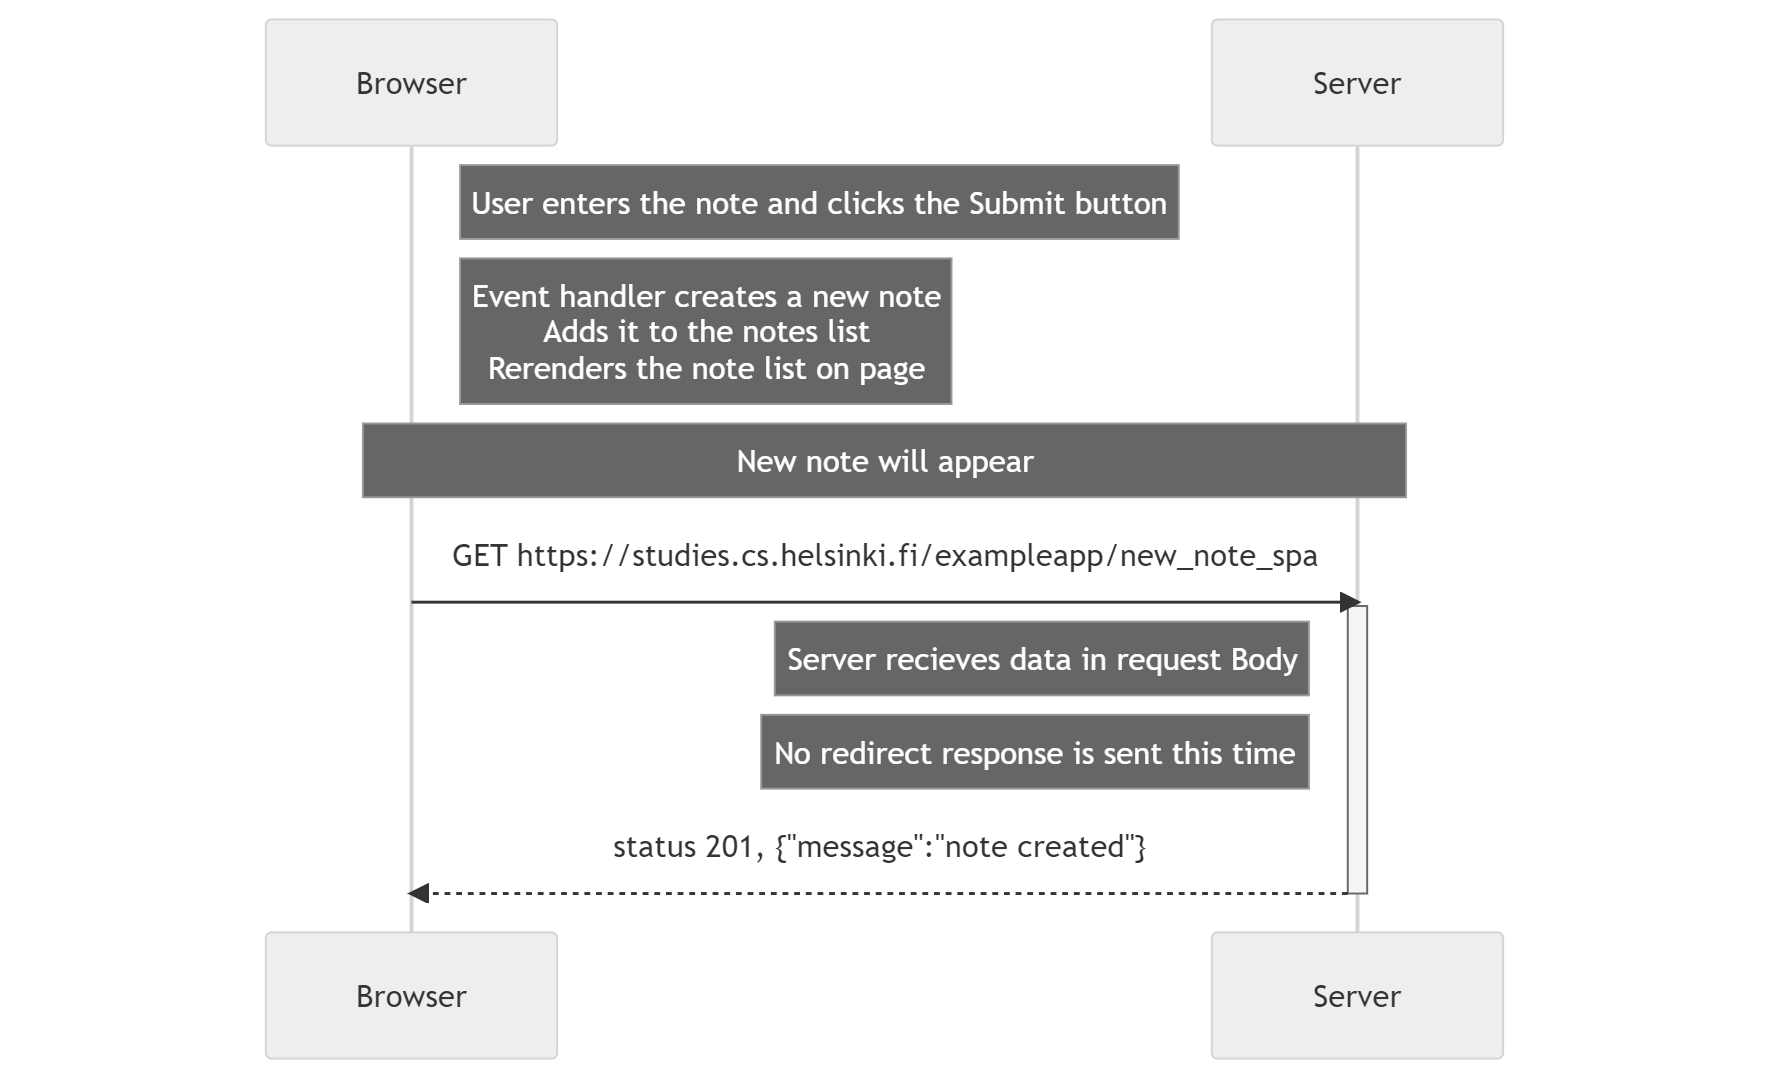 Browser
Server
User enters the note and clicks the Submit button
Event handler creates a new note
Adds it to the notes list
Rerenders the note list on page
New note will appear
GET https://studies.cs.helsinki.fi/exampleapp/new_note_spa
Server recieves data in request Body
No redirect response is sent this time
status 201, {"message":"note created"}
Browser
Server